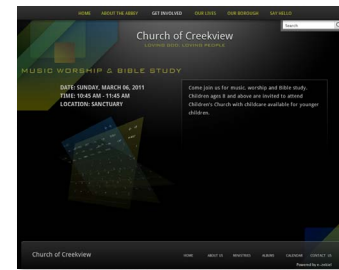 HOME ABOUT THE ABBEY GET INVOLVED OUR LIVES OUR BOROUGH SAY HELLO
Search
Church of Creekview
LOVING GOD. LOVING PEOPLE
MUSIC WORSHIP & BIBLE STUDY
DATE: SUNDAY, MARCH 06, 2011
TIME: 10:45 AM - 11:45 AM
LOCATION: SANCTUARY
Come join us for music, worship and Bible study.
Children ages 8 and above are invited to attend
Children's Church with childcare available for younger
children.
Church of Creekview
HOME ABOUT US MINISTRIES ALBUMS CALENDAR CONTACT US
Powered by